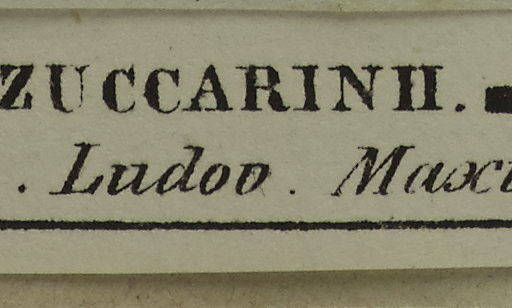 ZUCCARINII.
. Ludov. Maxi